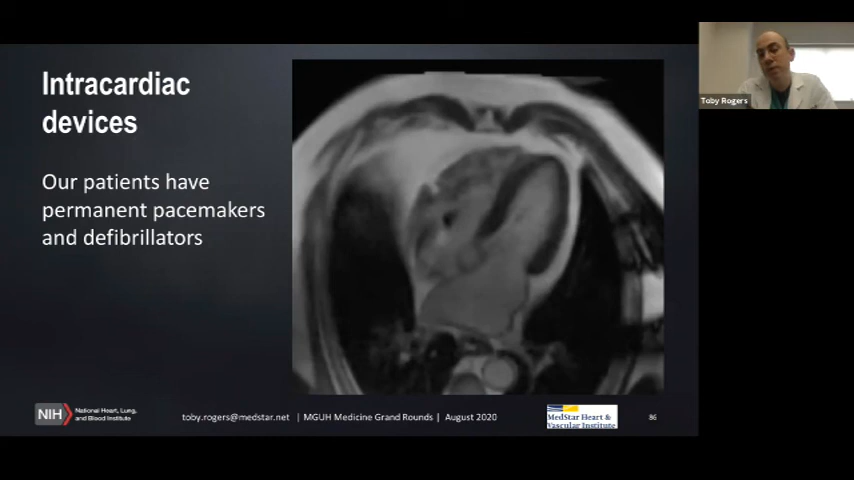 Intracardiac
devices
Our patients have
permanent pacemakers
and defibrillators
Toby Rogers
NIH
National Heart, Lung,
and Blood Institute
toby.rogers@medstar.net | MGUH Medicine Grand Rounds | August 2020
MedStar Heart &
Vascular Institute
86